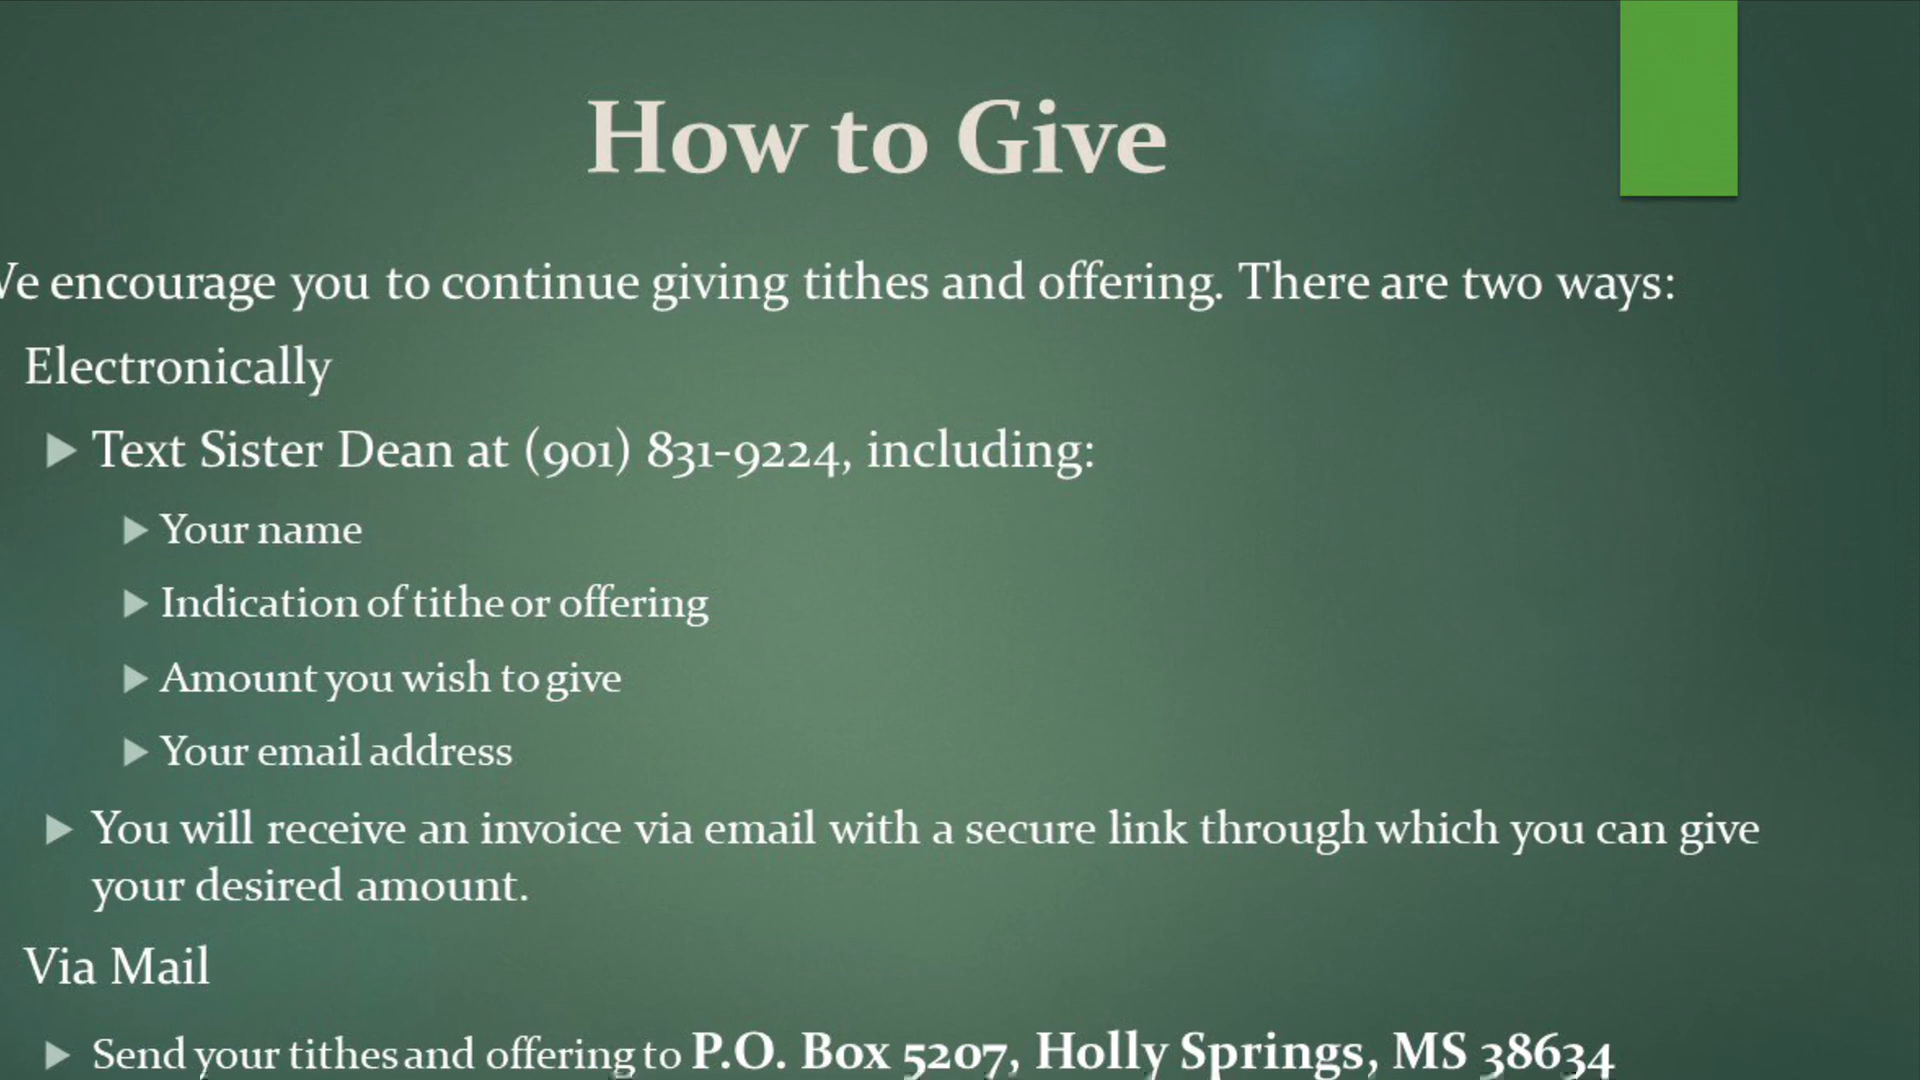 How to Give
We encourage you to continue giving tithes and offering. There are two ways:
Electronically
Text Sister Dean at (901) 831-9224, including:
Your name
Indication of tithe or offering
Amount you wish to give
Your email address
You will receive an invoice via email with a secure link through which you can give
your desired amount.
Via Mail
Send your tithes and offering to P.O. Box 5207, Holly Springs, MS 38634